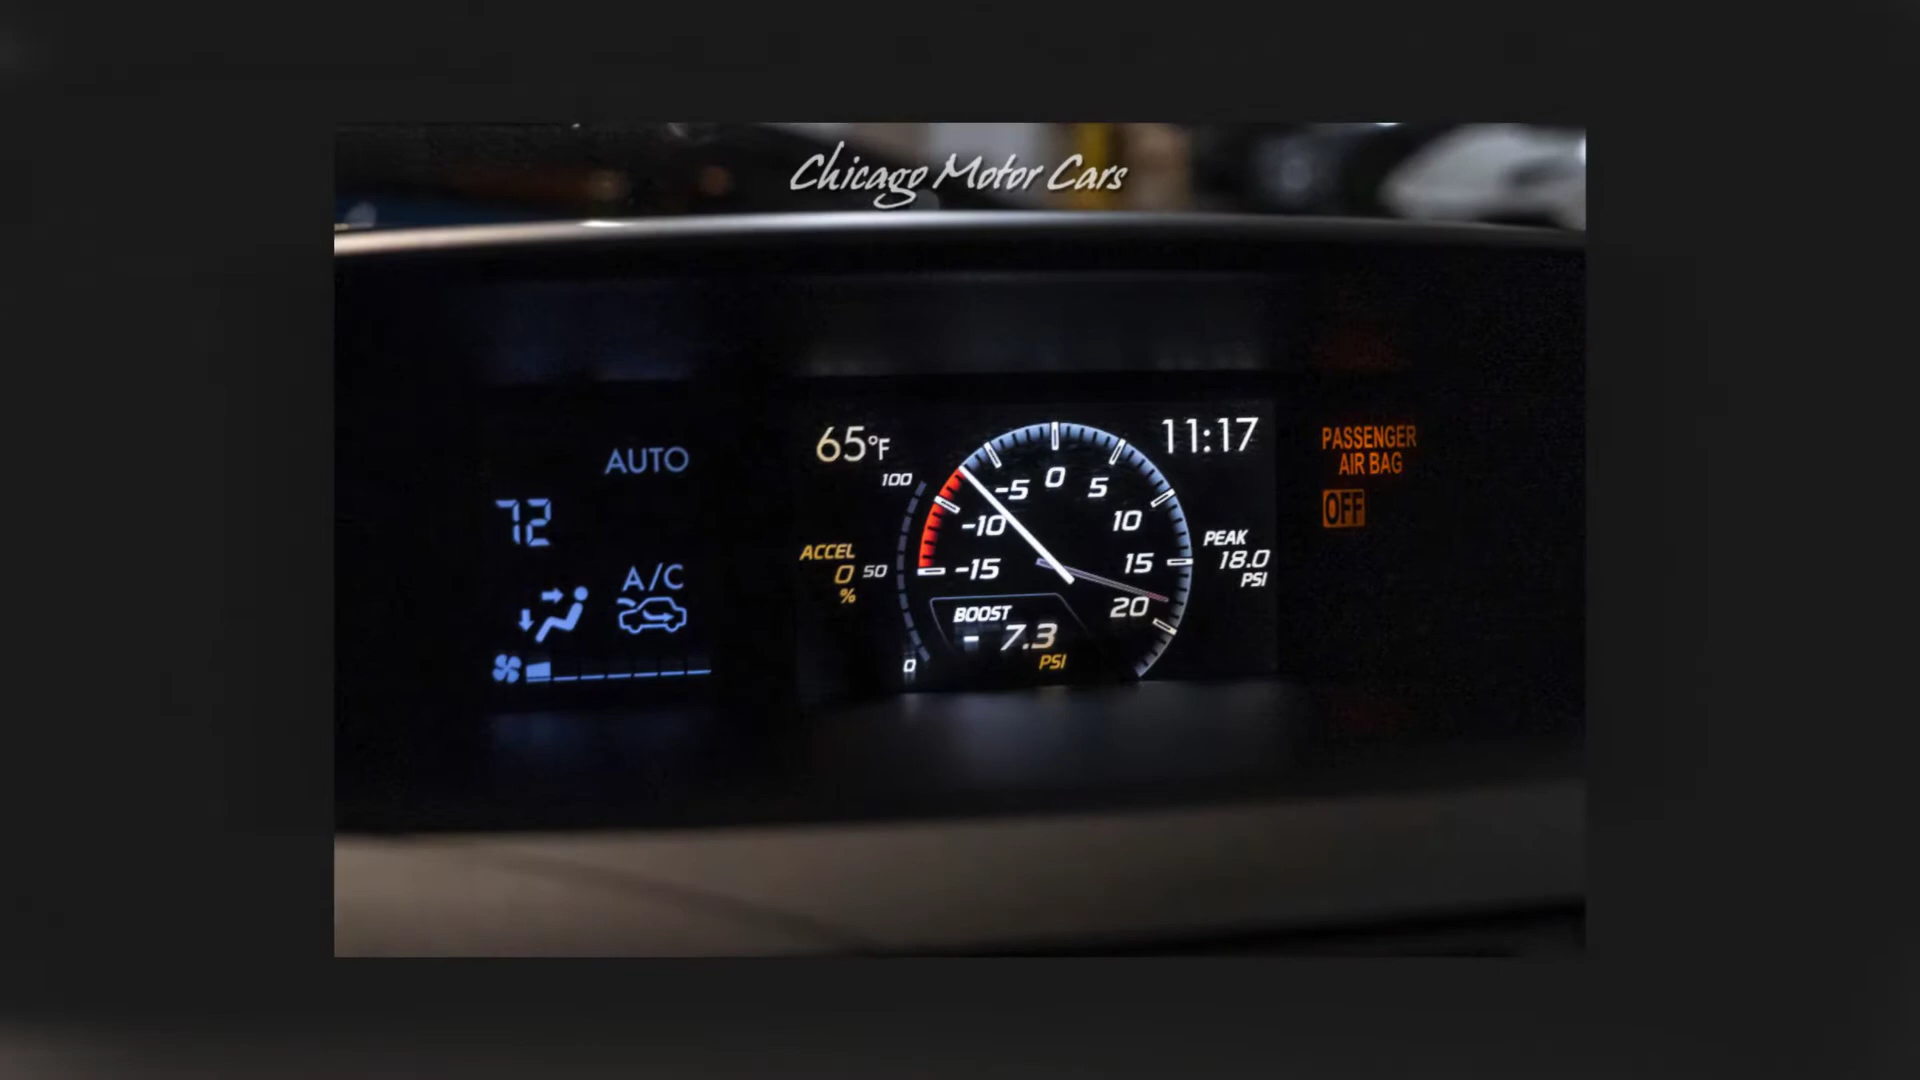 Chicago Motor Cars
AUTO
72
A/C
65°F
11:17
100
50
0
ACCEL
0
%
-15
-10
-5
0
5
10
15
20
BOOST
- 7.3
PSI
PEAK
18.0
PSI
PASSENGER
AIR BAG
OFF